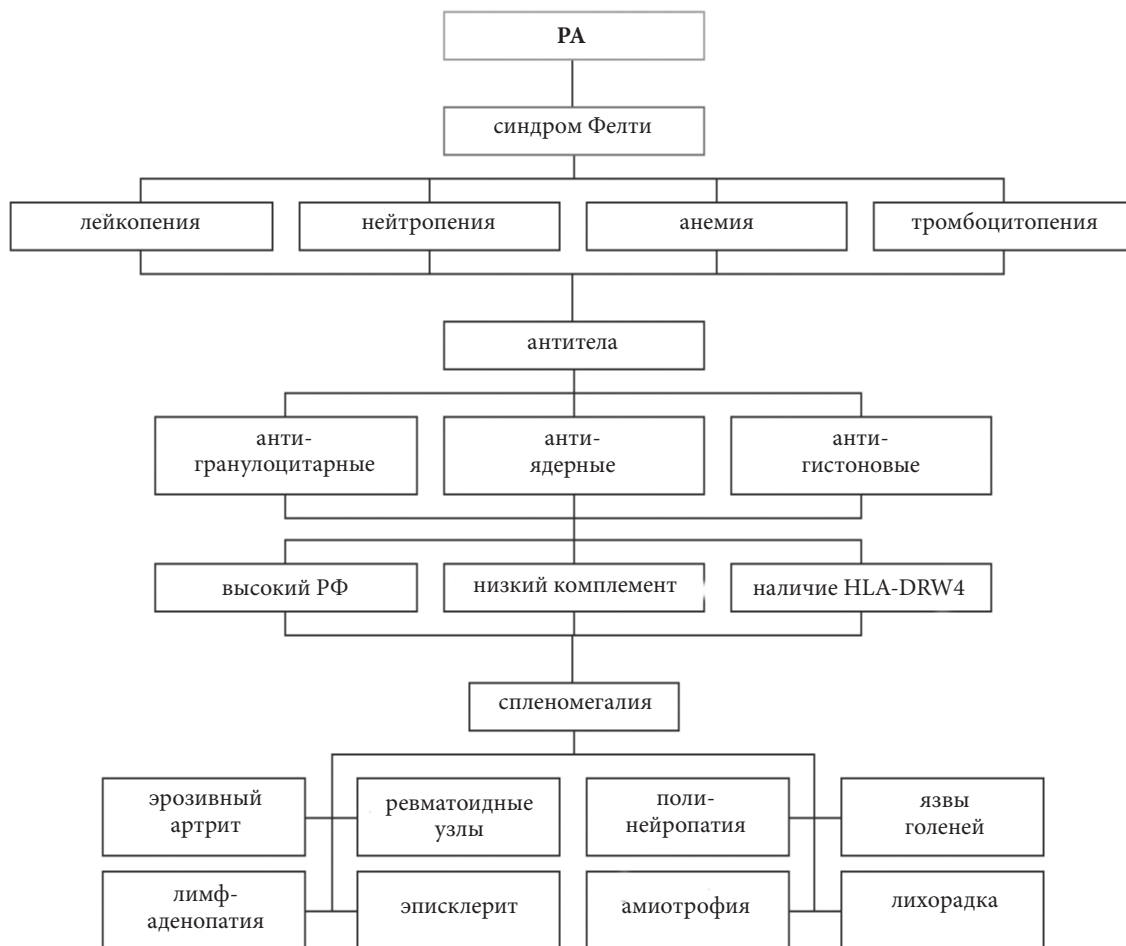 РА
синдром Фелти
лейкопения
нейтропения
анемия
тромбоцитопения
антитела
анти-
гранулоцитарные
анти-
ядерные
анти-
гистоновые
высокий РФ
низкий комплемент
наличие HLA-DRW4
спленомегалия
эрозивный
артрит
ревматоидные
узлы
поли-
нейропатия
язвы
голеней
лимф-
аденопатия
эписклерит
амиотрофия
лихорадка